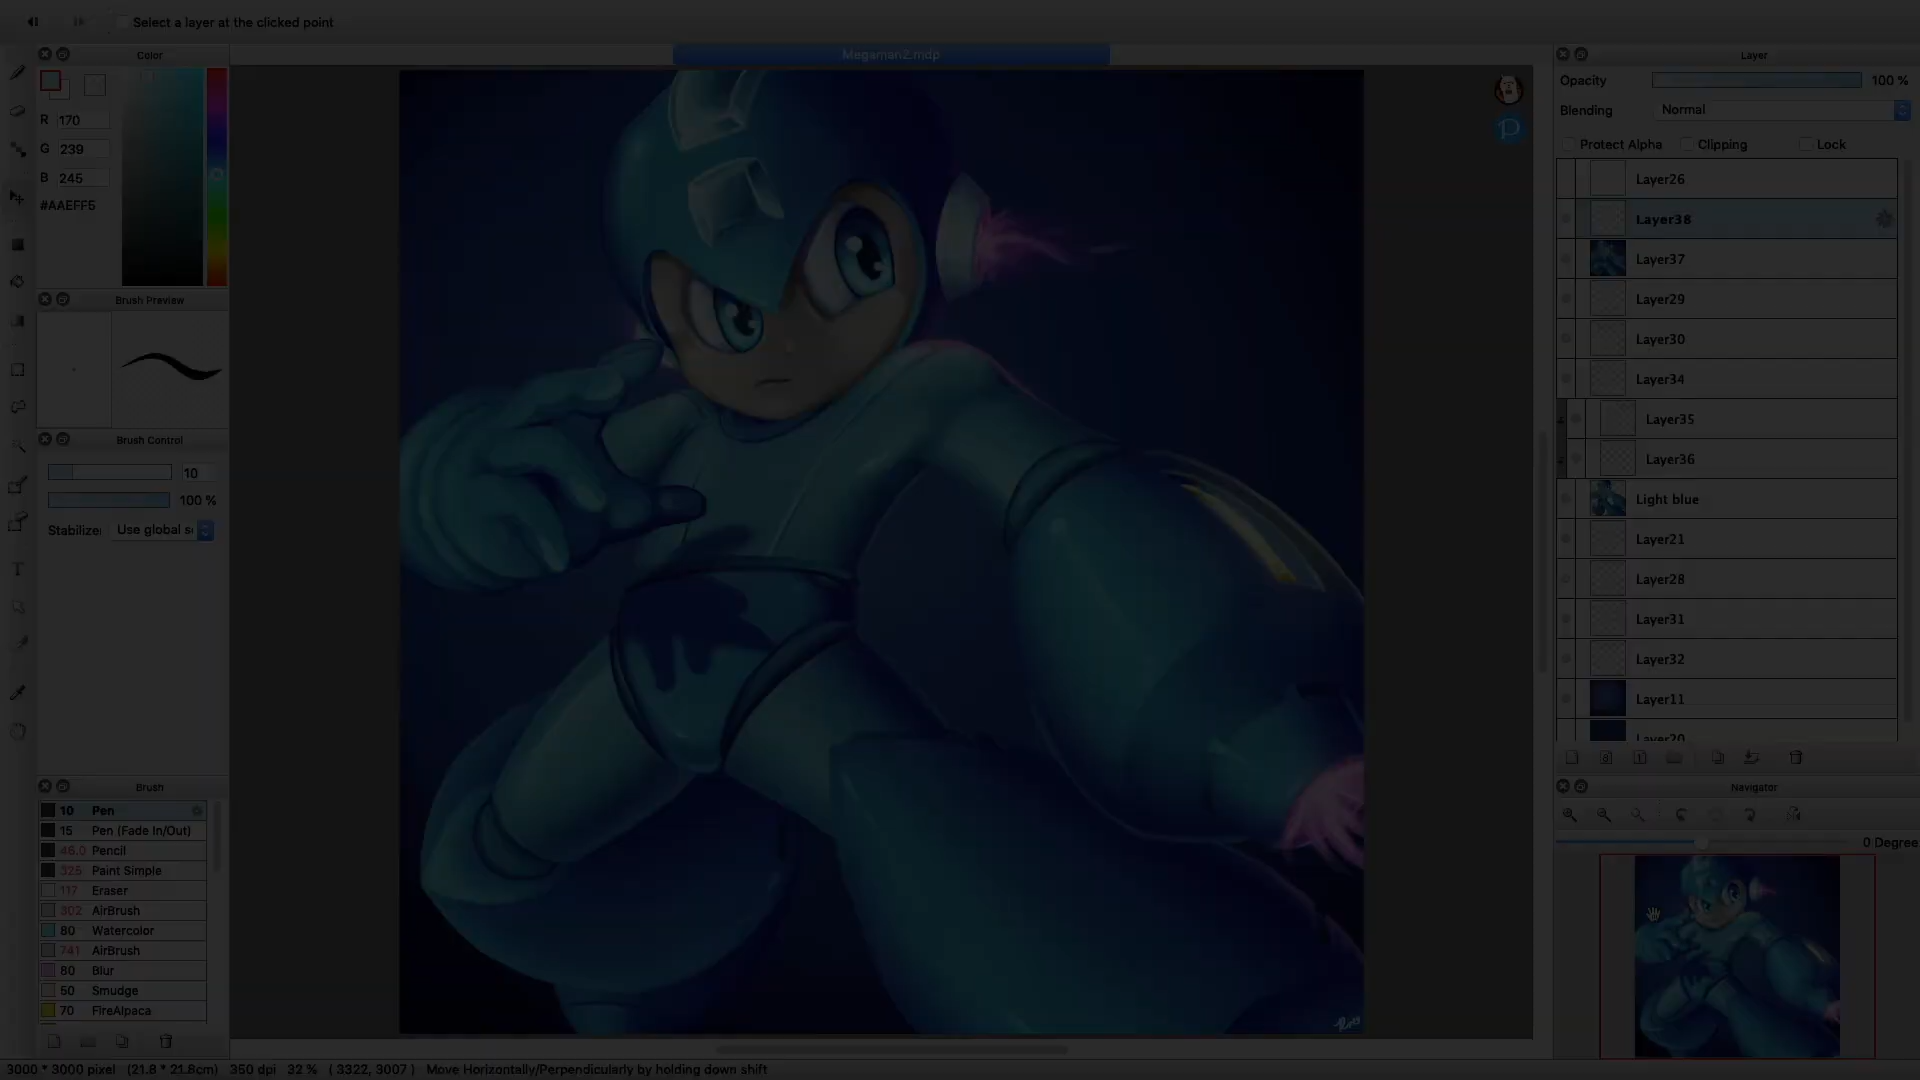 Select a layer at the clicked point
Color
Megaman2.mdp
Layer
R 170
G 239
B 245
#AAEFF5
Opacity 100 %
Blending Normal
Protect Alpha Clipping Lock
Layer26
Layer38
Layer37
Layer29
Layer30
Layer34
Layer35
Layer36
Light blue
Layer21
Layer28
Layer31
Layer32
Layer11
Layer20
Brush Preview
Brush Control
10
100 %
Stabilize Use global s
Brush
10 Pen
15 Pen (Fade In/Out)
46.0 Pencil
325 Paint Simple
117 Eraser
302 AirBrush
80 Watercolor
741 AirBrush
80 Blur
50 Smudge
70 FireAlpaca
Navigator
0 Degree
3000 * 3000 pixel (21.8 * 21.8cm) 350 dpi 32 % ( 3322, 3007 ) Move Horizontally/Perpendicularly by holding down shift